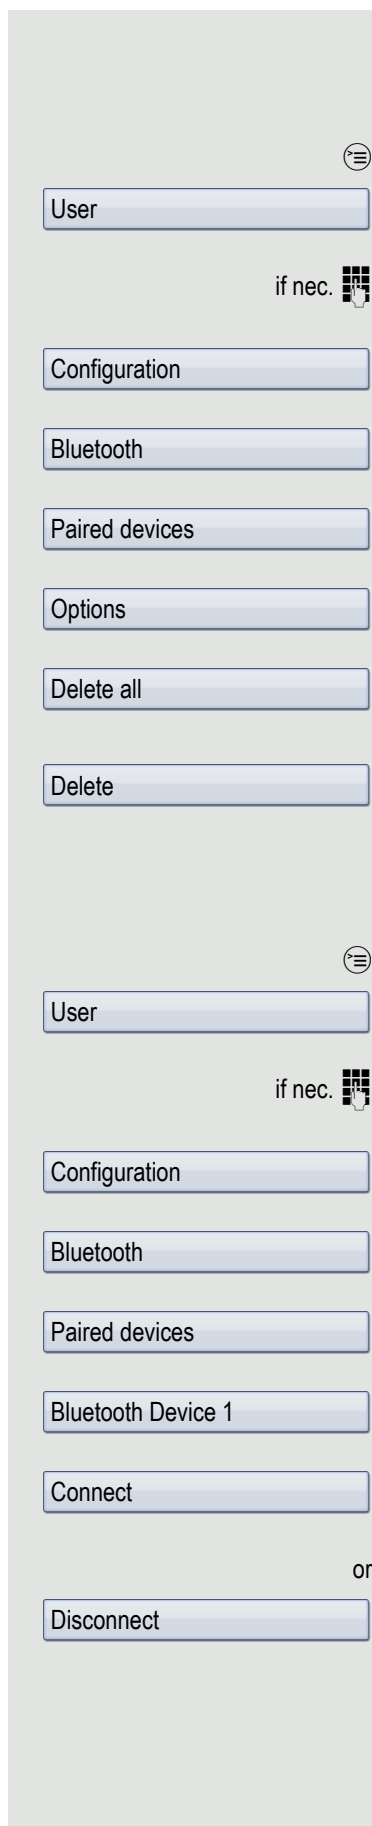 User
if nec.
Configuration
Bluetooth
Paired devices
Options
Delete all
Delete
User
if nec.
Configuration
Bluetooth
Paired devices
Bluetooth Device 1
Connect
or
Disconnect